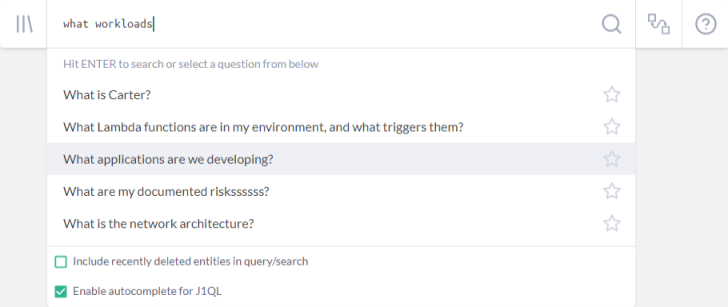 what workloads
Hit ENTER to search or select a question from below
What is Carter?
What Lambda functions are in my environment, and what triggers them?
What applications are we developing?
What are my documented riskssssss?
What is the network architecture?
Include recently deleted entities in query/search
Enable autocomplete for J1QL